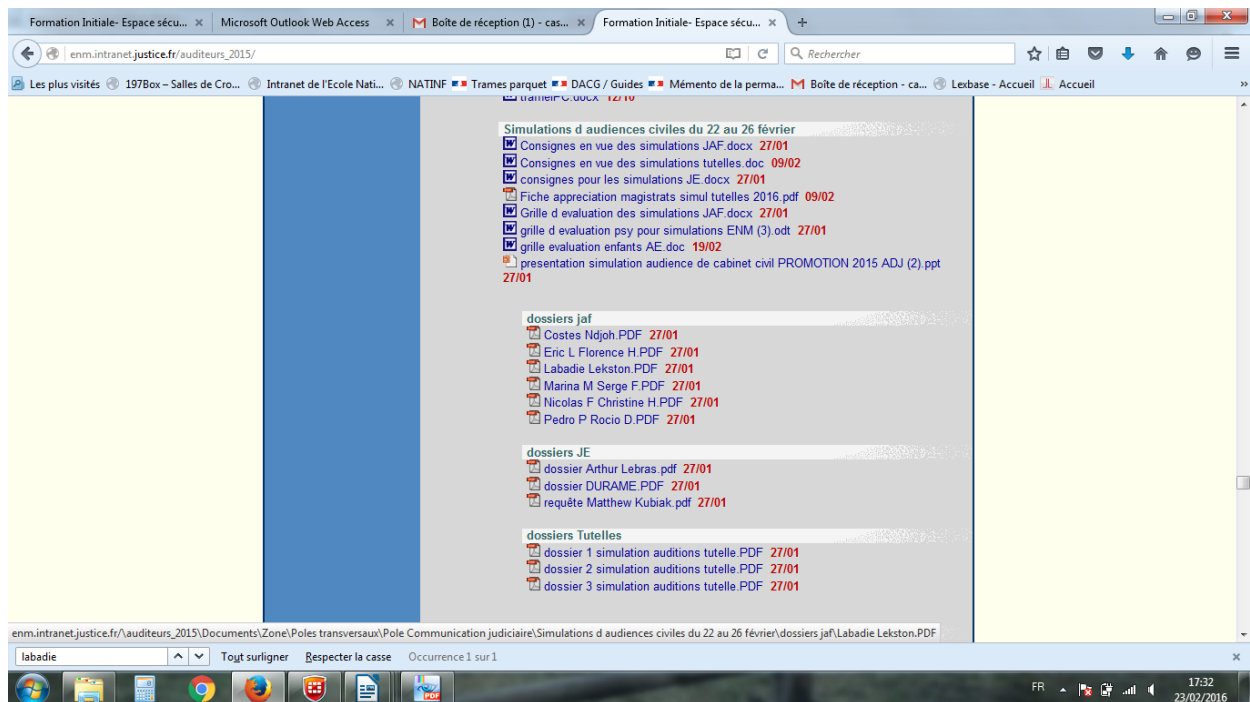 Formation Initiale- Espace sécu... Microsoft Outlook Web Access Boîte de réception (1) - cas... Formation Initiale- Espace sécu...
enm.intranet.justice.fr/auditeurs_2015/ Rechercher
Les plus visités 197Box – Salles de Cro... Intranet de l'Ecole Nati... NATINF Trames parquet DACG / Guides Mémento de la perma... Boîte de réception - ca... Lexbase - Accueil Accueil »
trameIPC.docx 12/10
Simulations d audiences civiles du 22 au 26 février
Consignes en vue des simulations JAF.docx 27/01
Consignes en vue des simulations tutelles.doc 09/02
consignes pour les simulations JE.docx 27/01
Fiche appreciation magistrats simul tutelles 2016.pdf 09/02
Grille d evaluation des simulations JAF.docx 27/01
grille d evaluation psy pour simulations ENM (3).odt 27/01
grille evaluation enfants AE.doc 19/02
presentation simulation audience de cabinet civil PROMOTION 2015 ADJ (2).ppt
27/01
dossiers jaf
Costes Ndjoh.PDF 27/01
Eric L Florence H.PDF 27/01
Labadie Lekston.PDF 27/01
Marina M Serge F.PDF 27/01
Nicolas F Christine H.PDF 27/01
Pedro P Rocio D.PDF 27/01
dossiers JE
dossier Arthur Lebras.pdf 27/01
dossier DURAME.PDF 27/01
requête Matthew Kubiak.pdf 27/01
dossiers Tutelles
dossier 1 simulation auditions tutelle.PDF 27/01
dossier 2 simulation auditions tutelle.PDF 27/01
dossier 3 simulation auditions tutelle.PDF 27/01
enm.intranet.justice.fr/\auditeurs_2015\Documents\Zone\Poles transversaux\Pole Communication judiciaire\Simulations d audiences civiles du 22 au 26 février\dossiers jaf\Labadie Lekston.PDF
labadie Tout surligner Respecter la casse Occurrence 1 sur 1
PDF FR 17:32
23/02/2016